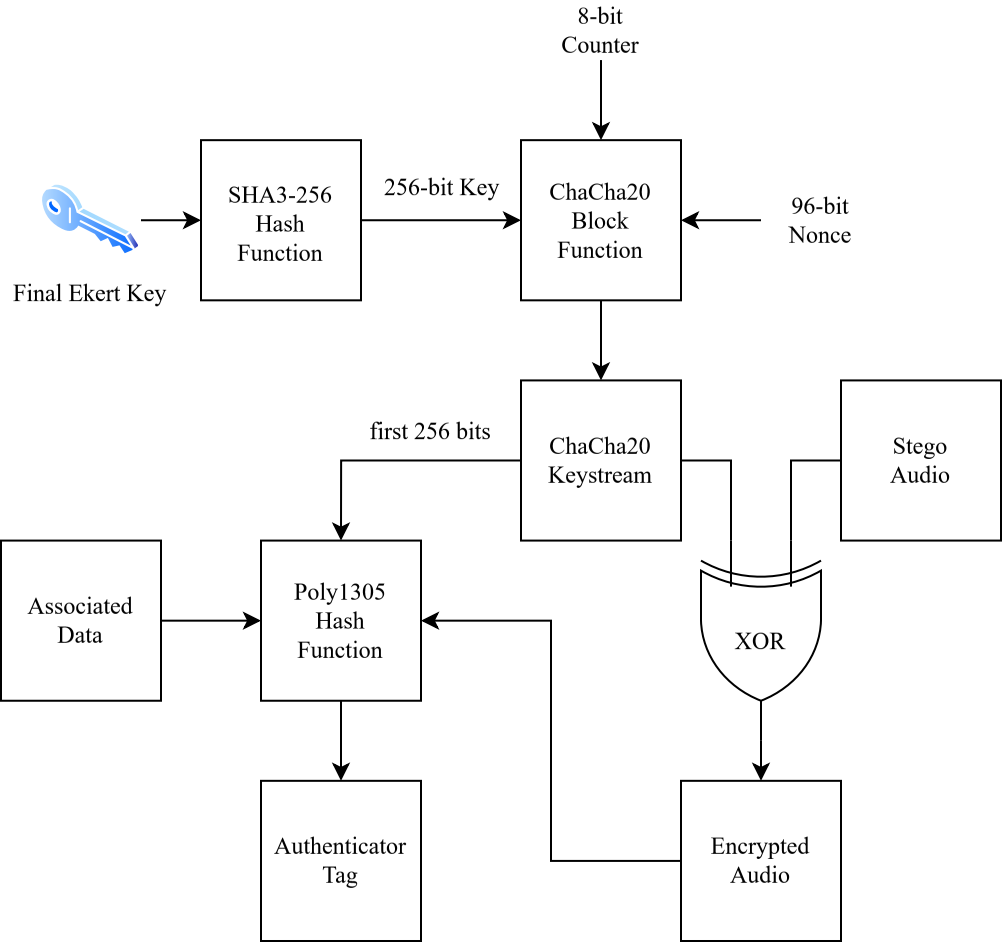 8-bit
Counter
SHA3-256
Hash
Function
256-bit Key
ChaCha20
Block
Function
96-bit
Nonce
Final Ekert Key
first 256 bits
ChaCha20
Keystream
Stego
Audio
Associated
Data
Poly1305
Hash
Function
XOR
Authenticator
Tag
Encrypted
Audio